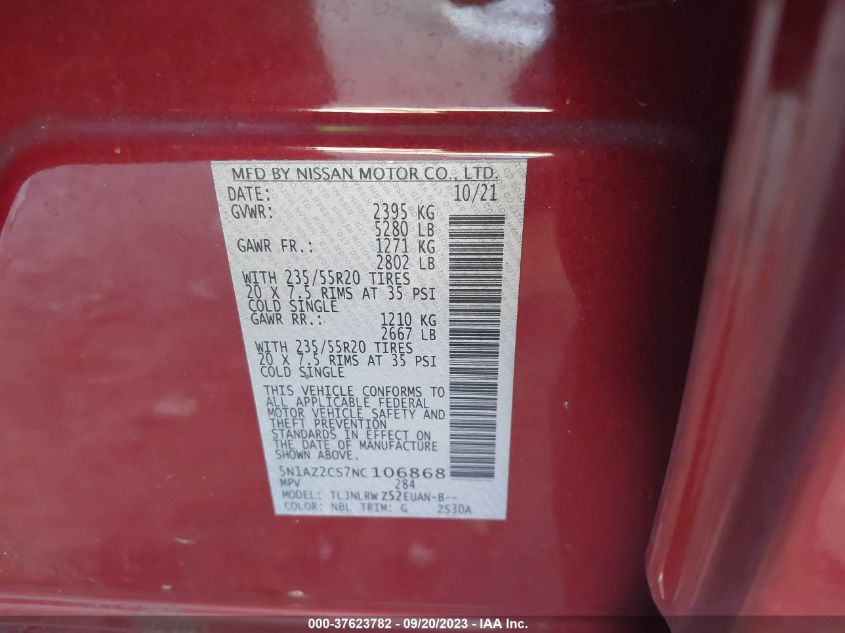 MFD BY NISSAN MOTOR CO., LTD.
DATE: 10/21
GVWR: 2395 KG
5280 LB
GAWR FR.: 1271 KG
2802 LB
WITH 235/55R20 TIRES
20 X 7.5 RIMS AT 35 PSI
COLD SINGLE
GAWR RR.: 1210 KG
2667 LB
WITH 235/55R20 TIRES
20 X 7.5 RIMS AT 35 PSI
COLD SINGLE
THIS VEHICLE CONFORMS TO
ALL APPLICABLE FEDERAL
MOTOR VEHICLE SAFETY AND
THEFT PREVENTION
STANDARDS IN EFFECT ON
THE DATE OF MANUFACTURE
SHOWN ABOVE.
5N1AZ2CS7NC106868
MPV 284
MODEL: TLJNLRW Z52EUAN-B--
COLOR: NBL TRIM: G ZS30A
000-37623782 - 09/20/2023 - IAA Inc.